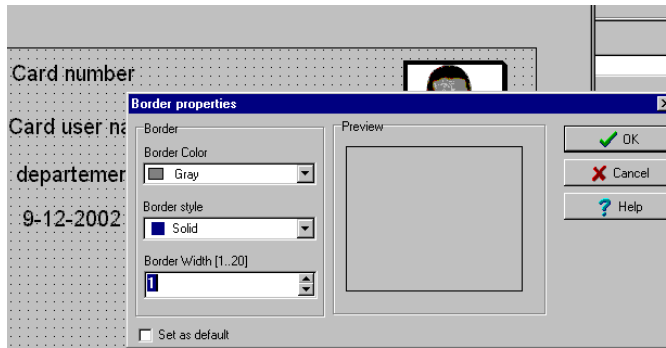 Card number
Border properties
Card user na
Border
Preview
OK
Border Color
Gray
Cancel
departemen
Border style
Help
9-12-2002
Solid
Border Width [1..20]
1
Set as default